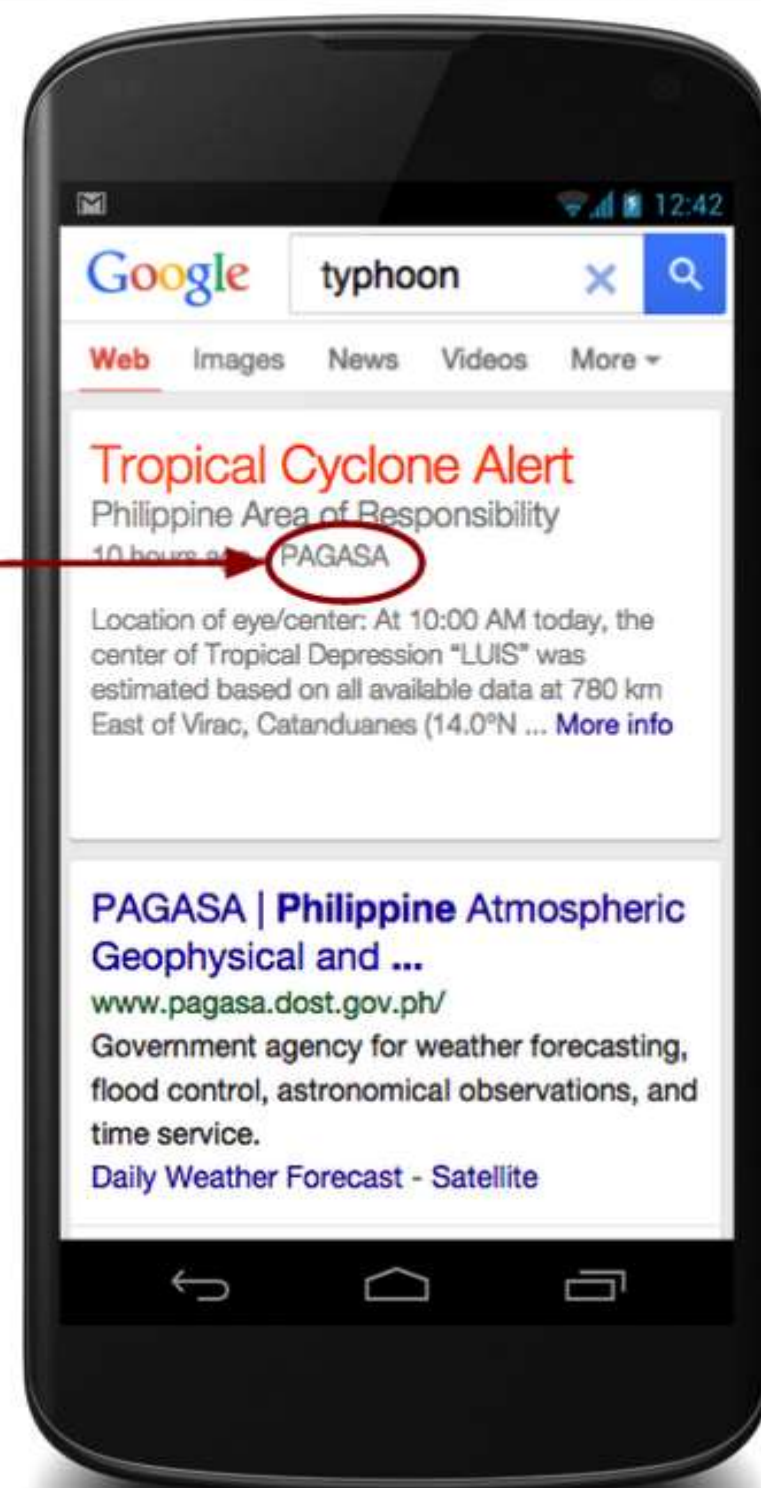 12:42
Google typhoon
Web Images News Videos More
Tropical Cyclone Alert
Philippine Area of Responsibility
10 hours ago - PAGASA
Location of eye/center: At 10:00 AM today, the
center of Tropical Depression “LUIS” was
estimated based on all available data at 780 km
East of Virac, Catanduanes (14.0°N ... More info
PAGASA | Philippine Atmospheric
Geophysical and ...
www.pagasa.dost.gov.ph/
Government agency for weather forecasting,
flood control, astronomical observations, and
time service.
Daily Weather Forecast - Satellite